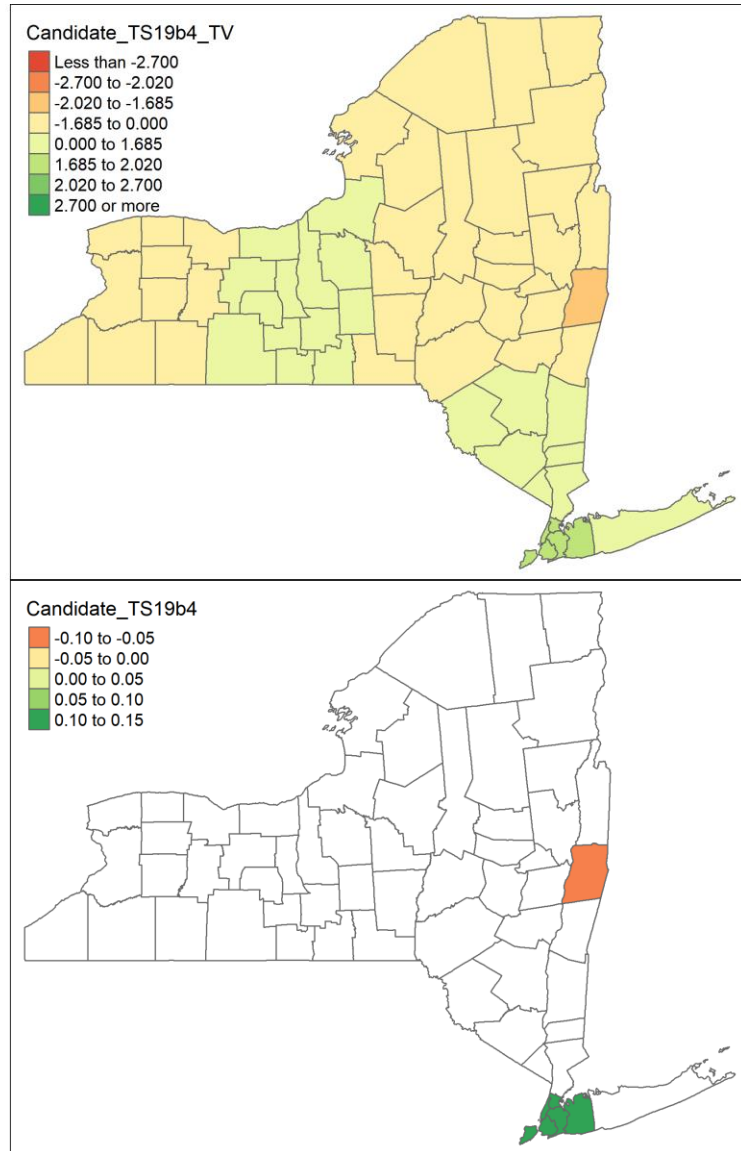 Candidate_TS19b4_TV
Less than -2.700
-2.700 to -2.020
-2.020 to -1.685
-1.685 to 0.000
0.000 to 1.685
1.685 to 2.020
2.020 to 2.700
2.700 or more
Candidate_TS19b4
-0.10 to -0.05
-0.05 to 0.00
0.00 to 0.05
0.05 to 0.10
0.10 to 0.15